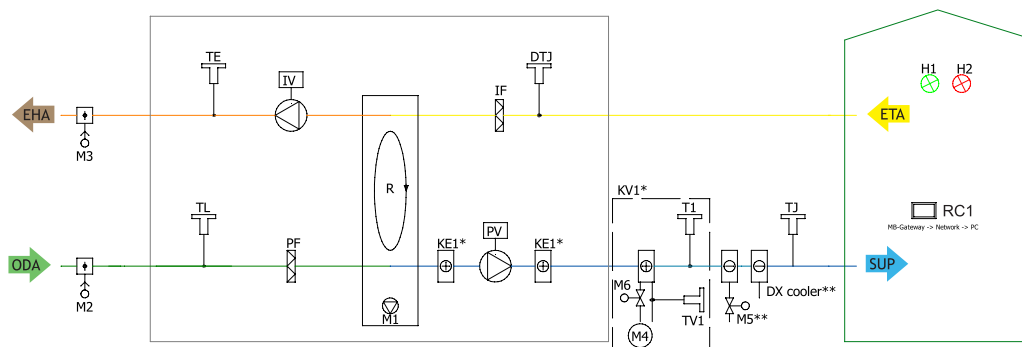 TE
DTJ
H1
H2
IV
IF
EHA
ETA
M3
R
KV1*
TL
T1
TJ
RC1
MB-Gateway -> Network -> PC
PF
KE1*
PV
KE1*
ODA
SUP
M6
DX cooler**
M2
M1
M4
TV1
M5**